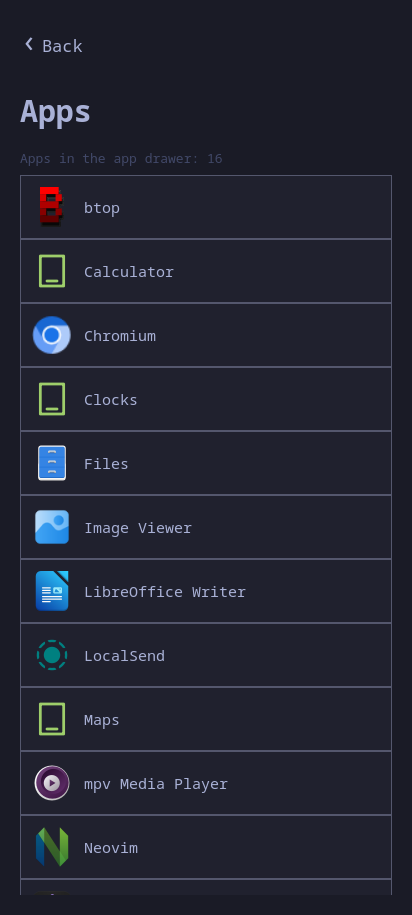 Back
Apps
Apps in the app drawer: 16
btop
Calculator
Chromium
Clocks
Files
Image Viewer
LibreOffice Writer
LocalSend
Maps
mpv Media Player
Neovim